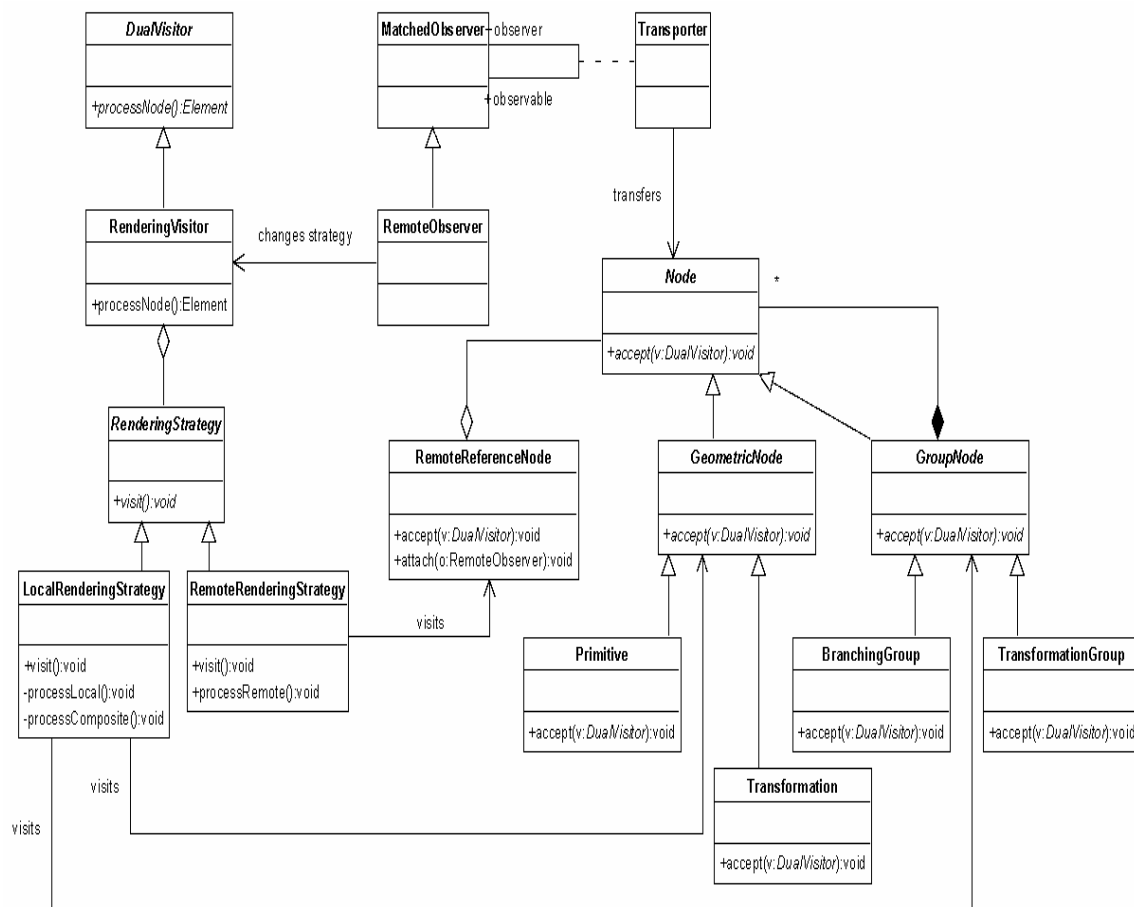 DualVisitor
+processNode():Element
MatchedObserver
+ observer
+observable
Transporter
transfers
RenderingVisitor
+processNode():Element
changes strategy
RemoteObserver
Node
*
+accept(v:DualVisitor):void
RenderingStrategy
+visit():void
RemoteReferenceNode
+accept(v:DualVisitor):void
+attach(o:RemoteObserver):void
GeometricNode
+accept(v:DualVisitor):void
GroupNode
+accept(v:DualVisitor):void
LocalRenderingStrategy
+visit():void
-processLocal():void
-processComposite():void
RemoteRenderingStrategy
+visit():void
+processRemote():void
visits
Primitive
+accept(v:DualVisitor):void
BranchingGroup
+accept(v:DualVisitor):void
TransformationGroup
+accept(v:DualVisitor):void
visits
Transformation
+accept(v:DualVisitor):void
visits